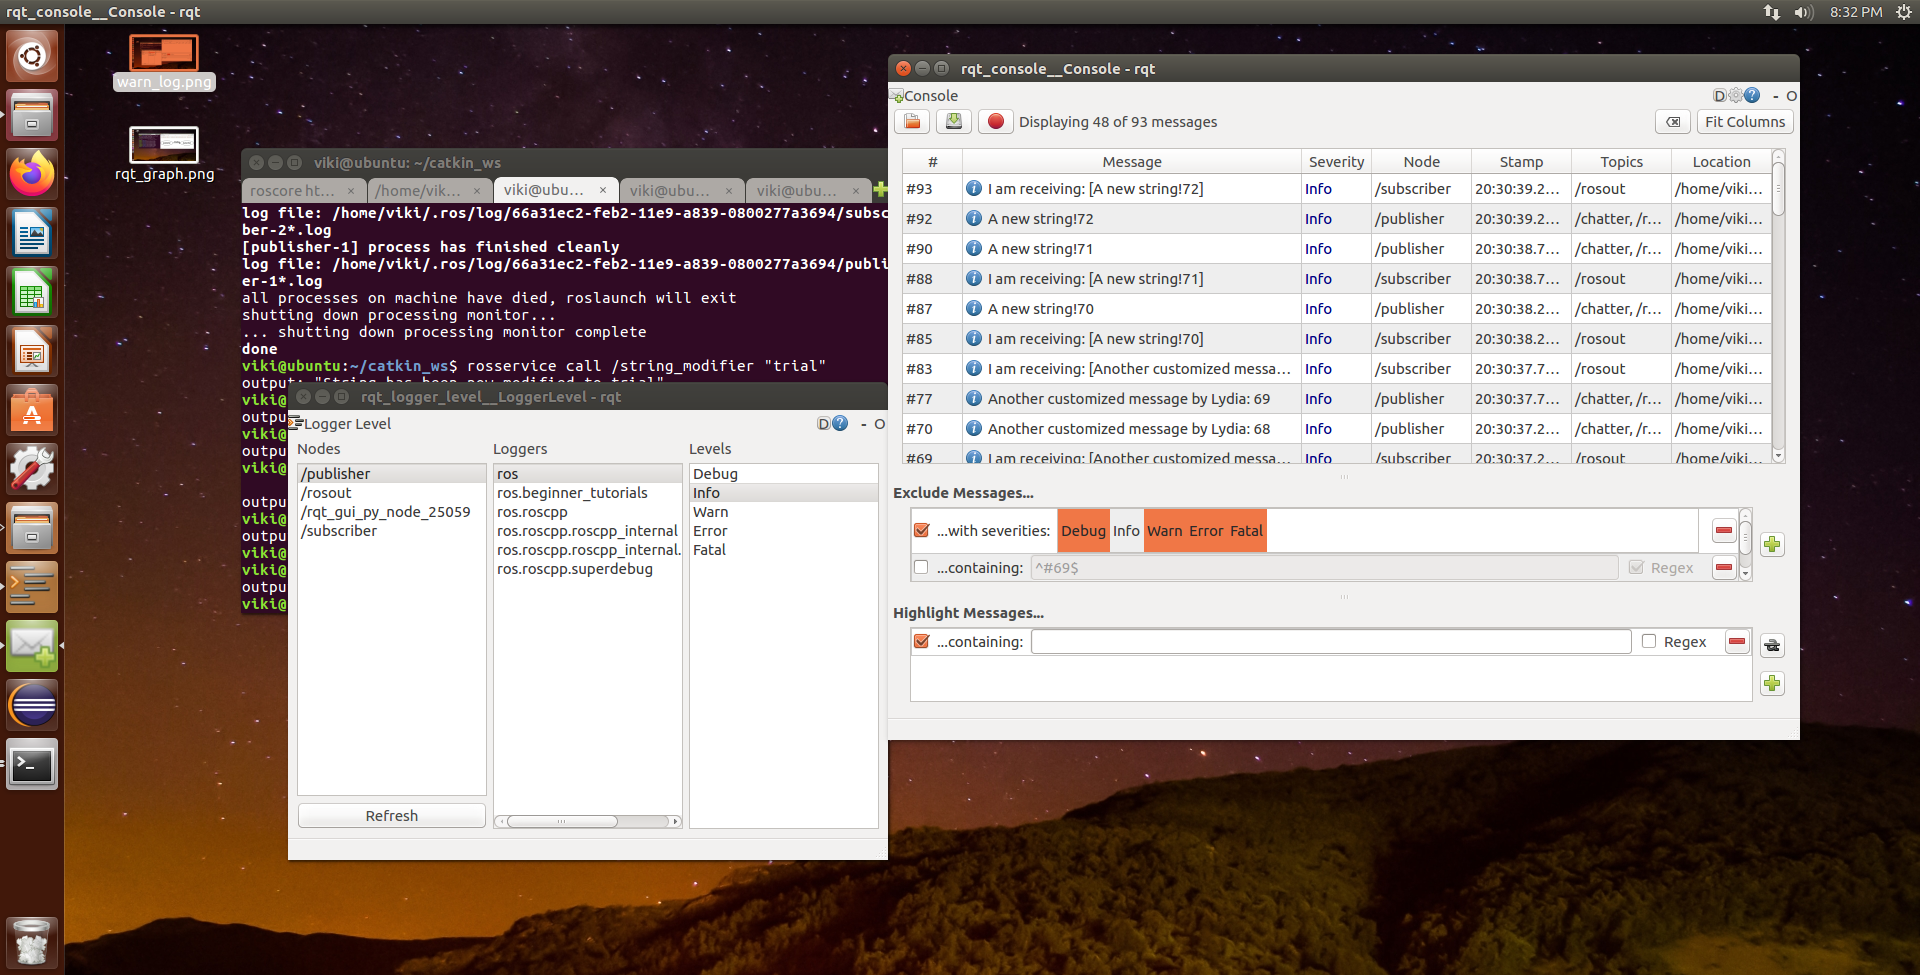 rqt_console__Console - rqt
8:32 PM
warn_log.png
rqt_graph.png
viki@ubuntu: ~/catkin_ws
roscore ht... × /home/vik... × viki@ubu... × viki@ubu... × viki@ubu... ×
log file: /home/viki/.ros/log/66a31ec2-feb2-11e9-a839-0800277a3694/subsc
ber-2*.log
[publisher-1] process has finished cleanly
log file: /home/viki/.ros/log/66a31ec2-feb2-11e9-a839-0800277a3694/publi
er-1*.log
all processes on machine have died, roslaunch will exit
shutting down processing monitor...
... shutting down processing monitor complete
done
viki@ubuntu:~/catkin_ws$ rosservice call /string_modifier "trial"
output: "String has been now modified to trial"
viki@
outpu
viki@
outpu
viki@
outpu
viki@
outpu
viki@
viki@
outpu
viki@
rqt_logger_level__LoggerLevel - rqt
Logger Level
D ? - O
Nodes Loggers Levels
/publisher
/rosout
/rqt_gui_py_node_25059
/subscriber
Refresh
ros
ros.beginner_tutorials
ros.roscpp
ros.roscpp.roscpp_internal
ros.roscpp.roscpp_internal.
ros.roscpp.superdebug
Debug
Info
Warn
Error
Fatal
rqt_console__Console - rqt
Console
D ? - O
Displaying 48 of 93 messages
Fit Columns
# Message Severity Node Stamp Topics Location
#93 I am receiving: [A new string!72] Info /subscriber 20:30:39.2... /rosout /home/viki...
#92 A new string!72 Info /publisher 20:30:39.2... /chatter, /r... /home/viki...
#90 A new string!71 Info /publisher 20:30:38.7... /chatter, /r... /home/viki...
#88 I am receiving: [A new string!71] Info /subscriber 20:30:38.7... /rosout /home/viki...
#87 A new string!70 Info /publisher 20:30:38.2... /chatter, /r... /home/viki...
#85 I am receiving: [A new string!70] Info /subscriber 20:30:38.2... /rosout /home/viki...
#83 I am receiving: [Another customized messa... Info /subscriber 20:30:37.7... /rosout /home/viki...
#77 Another customized message by Lydia: 69 Info /publisher 20:30:37.7... /chatter, /r... /home/viki...
#70 Another customized message by Lydia: 68 Info /publisher 20:30:37.2... /chatter, /r... /home/viki...
#69 I am receiving: [Another customized messa... Info /subscriber 20:30:37.2... /rosout /home/viki...
Exclude Messages...
...with severities: Debug Info Warn Error Fatal
...containing: ^#69$ Regex
Highlight Messages...
...containing: Regex